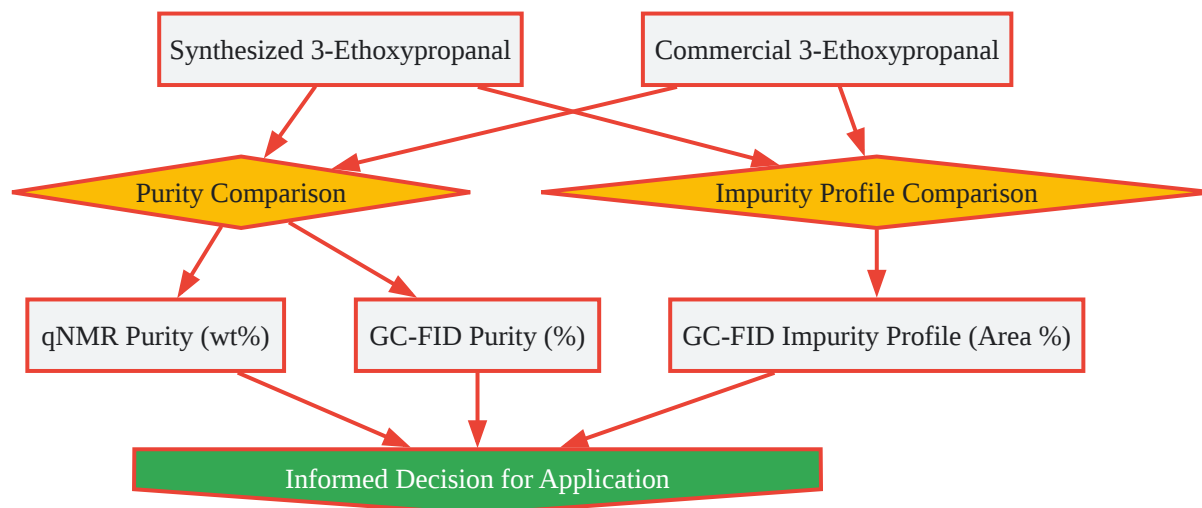 Synthesized 3-Ethoxypropanal
Commercial 3-Ethoxypropanal
Purity Comparison
Impurity Profile Comparison
qNMR Purity (wt%)
GC-FID Purity (%)
GC-FID Impurity Profile (Area %)
Informed Decision for Application